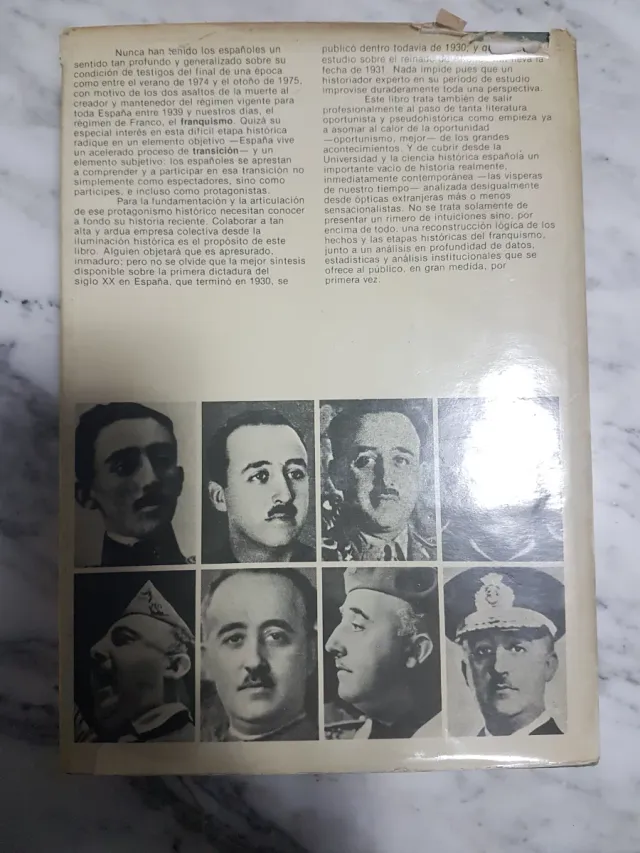 Nunca han tenido los españoles un
sentido tan profundo y generalizado sobre su
condición de testigos del final de una época
como entre el verano de 1974 y el otoño de 1975,
con motivo de los dos asaltos de la muerte al
creador y mantenedor del régimen vigente para
toda España entre 1939 y nuestros días, el
régimen de Franco, el franquismo. Quizá su
especial interés en esta difícil etapa histórica
radique en un elemento objetivo —España vive
un acelerado proceso de transición— y un
elemento subjetivo: los españoles se aprestan
a comprender y a participar en esa transición no
simplemente como espectadores, sino como
partícipes, e incluso como protagonistas.
Para la fundamentación y la articulación
de ese protagonismo histórico necesitan conocer
a fondo su historia reciente. Colaborar a tan
alta y ardua empresa colectiva desde la
iluminación histórica es el propósito de este
libro. Alguien objetará que es apresurado,
inmaduro; pero no se olvide que la mejor síntesis
disponible sobre la primera dictadura del
siglo XX en España, que terminó en 1930, se
publicó dentro todavía de 1930; y
estudio sobre el reinado lleva la
fecha de 1931. Nada impide pues que un
historiador experto en su período de estudio
improvise duraderamente toda una perspectiva.
Este libro trata también de salir
profesionalmente al paso de tanta literatura
oportunista y pseudohistórica como empieza ya
a asomar al calor de la oportunidad
—oportunismo, mejor— de los grandes
acontecimientos. Y de cubrir desde la
Universidad y la ciencia histórica española un
importante vacío de historia realmente,
inmediatamente contemporánea —las vísperas
de nuestro tiempo— analizada desigualmente
desde ópticas extranjeras más o menos
sensacionalistas. No se trata solamente de
presentar un rimero de intuiciones sino, por
encima de todo, una reconstrucción lógica de los
hechos y las etapas históricas del franquismo,
junto a un análisis en profundidad de datos,
estadísticas y análisis institucionales que se
ofrece al público, en gran medida, por
primera vez.